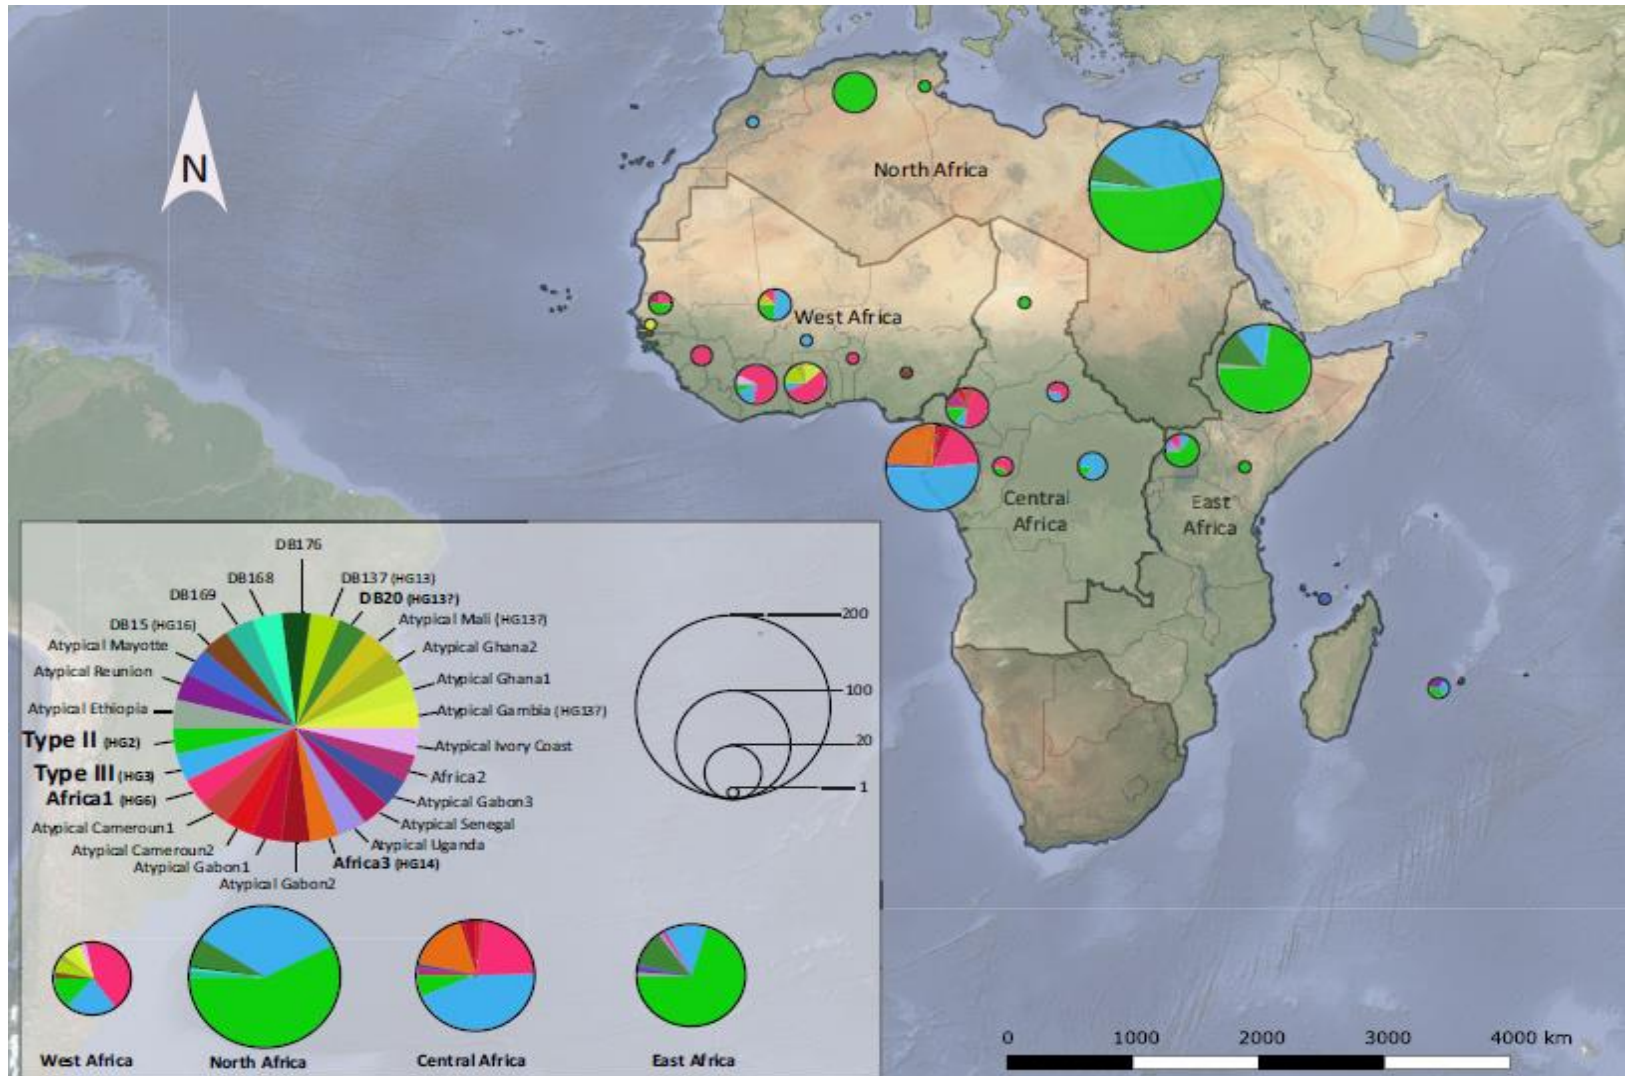 N
North Africa
West Africa
Central
Africa
East
Africa
DB176
DB168
DB137 (HG13)
DB169
DB20 (HG13?)
DB15 (HG16)
Atypical Mali (HG13?)
Atypical Mayotte
Atypical Ghana2
Atypical Reunion
Atypical Ghana1
Atypical Ethiopia
Atypical Gambia (HG13?)
Type II (HG2)
Atypical Ivory Coast
Type III (HG3)
Africa2
Africa1 (HG6)
Atypical Gabon3
Atypical Cameroun1
Atypical Senegal
Atypical Cameroun2
Atypical Uganda
Atypical Gabon1
Africa3 (HG14)
Atypical Gabon2
200
100
20
1
West Africa
North Africa
Central Africa
East Africa
0 1000 2000 3000 4000 km